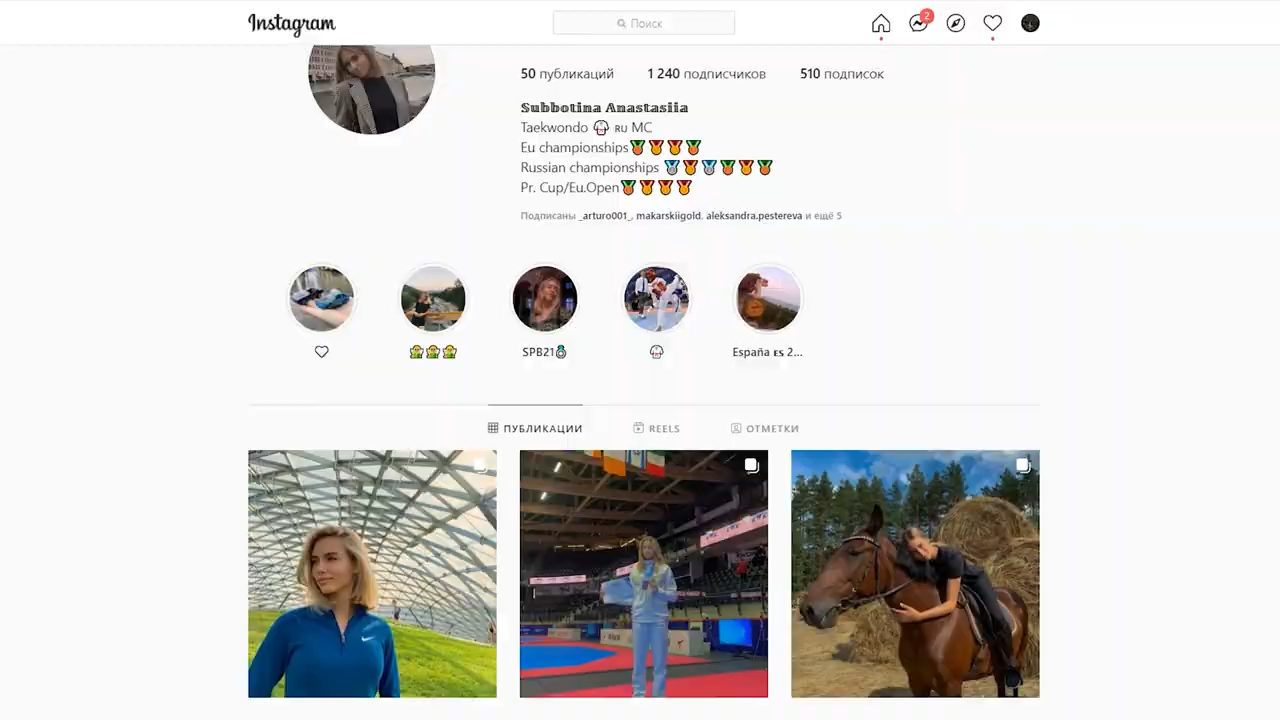 Instagram
Поиск
2
50 публикаций 1 240 подписчиков 510 подписок
Subbotina Anastasiia
Taekwondo RU MC
Eu championships
Russian championships
Pr. Cup/Eu.Open
Подписаны _arturo001_, makarskiigold, aleksandra.pestereva и ещё 5
SPB21
España ES 2...
ПУБЛИКАЦИИ REELS ОТМЕТКИ